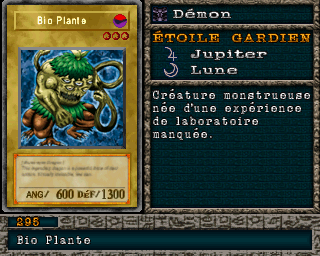 Bio Plante
ANG/ 600 DéF/1300
Démon
ÉTOILE GARDIEN
Jupiter
Lune
Créature monstrueuse
née d'une expérience
de laboratoire
manquée.
295
Bio Plante